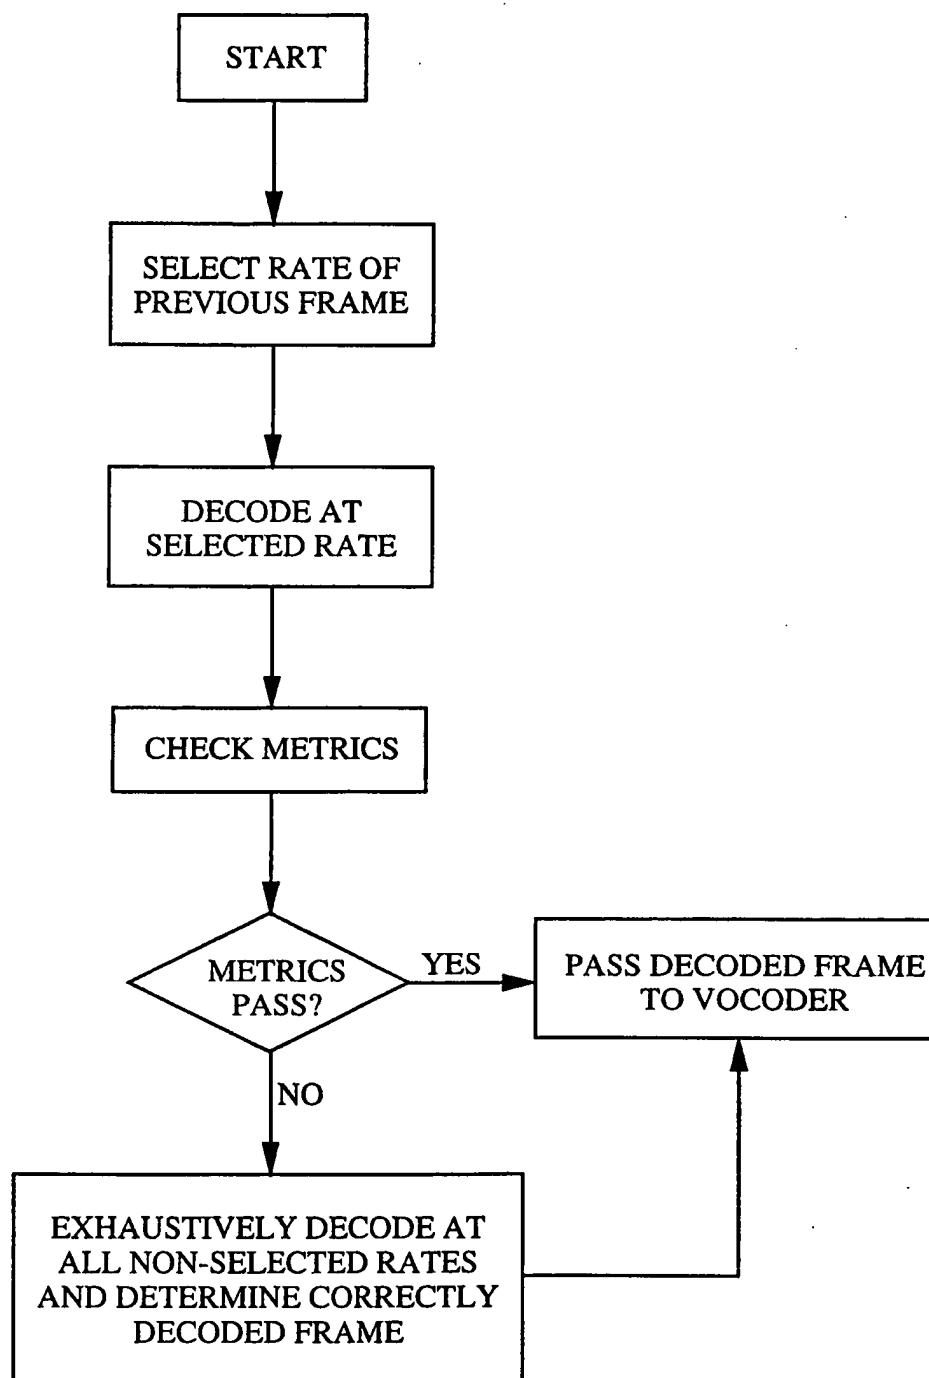 START
SELECT RATE OF
PREVIOUS FRAME
DECODE AT
SELECTED RATE
CHECK METRICS
METRICS
PASS?
YES
PASS DECODED FRAME
TO VOCODER
NO
EXHAUSTIVELY DECODE AT
ALL NON-SELECTED RATES
AND DETERMINE CORRECTLY
DECODED FRAME